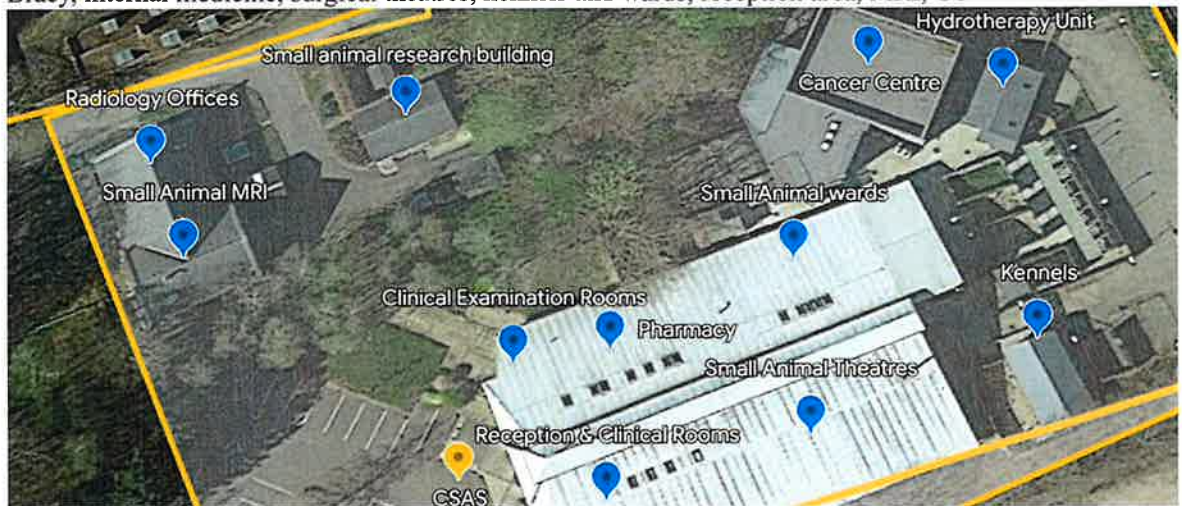 Hydrotherapy Unit
Small animal research building
Cancer Centre
Radiology Offices
Small Animal MRI
Small Animal wards
Kennels
Clinical Examination Rooms
Pharmacy
Small Animal Theatres
Reception & Clinical Rooms
CSAS